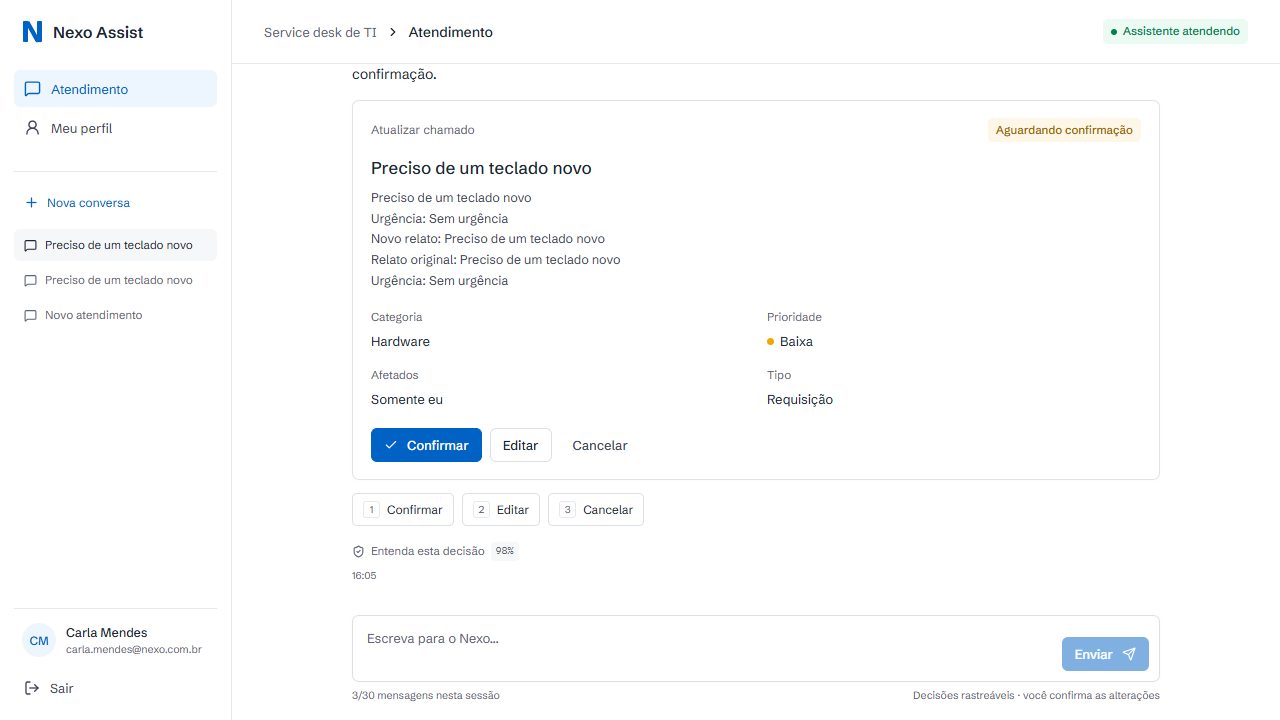 Nexo Assist
Atendimento
Meu perfil
Nova conversa
Preciso de um teclado novo
Preciso de um teclado novo
Novo atendimento
CM
Carla Mendes
carla.mendes@nexo.com.br
Sair
Service desk de TI > Atendimento
Assistente atendendo
confirmação.
Atualizar chamado
Aguardando confirmação
Preciso de um teclado novo
Preciso de um teclado novo
Urgência: Sem urgência
Novo relato: Preciso de um teclado novo
Relato original: Preciso de um teclado novo
Urgência: Sem urgência
Categoria
Hardware
Prioridade
Baixa
Afetados
Somente eu
Tipo
Requisição
Confirmar
Editar
Cancelar
1 Confirmar
2 Editar
3 Cancelar
Entenda esta decisão 98%
16:05
Escreva para o Nexo...
Enviar
3/30 mensagens nesta sessão
Decisões rastreáveis · você confirma as alterações